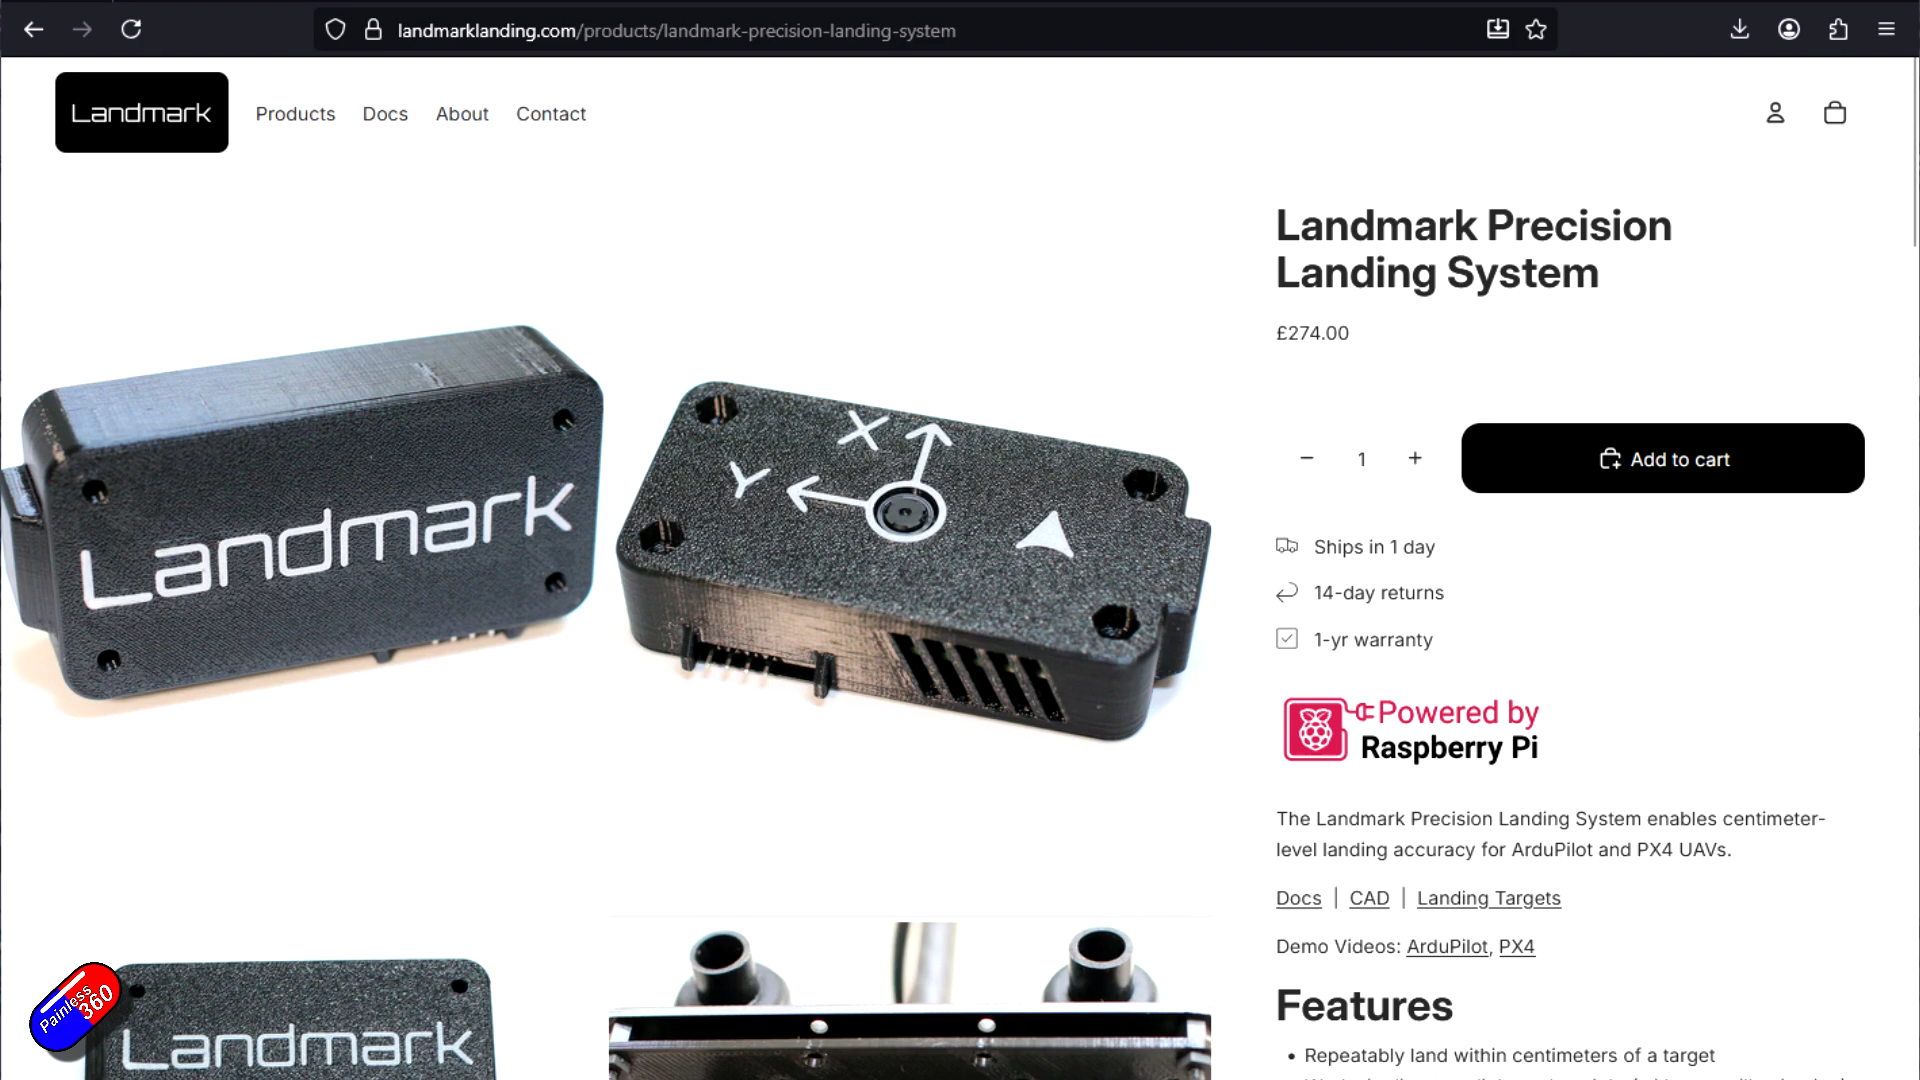 landmarklanding.com/products/landmark-precision-landing-system
Landmark
Products
Docs
About
Contact
Landmark Precision
Landing System
£274.00
1
Add to cart
Ships in 1 day
14-day returns
1-yr warranty
Powered by
Raspberry Pi
The Landmark Precision Landing System enables centimeter-
level landing accuracy for ArduPilot and PX4 UAVs.
Docs | CAD | Landing Targets
Demo Videos: ArduPilot, PX4
Features
• Repeatably land within centimeters of a target
Landmark
X
Y
Landmark
Painless
360